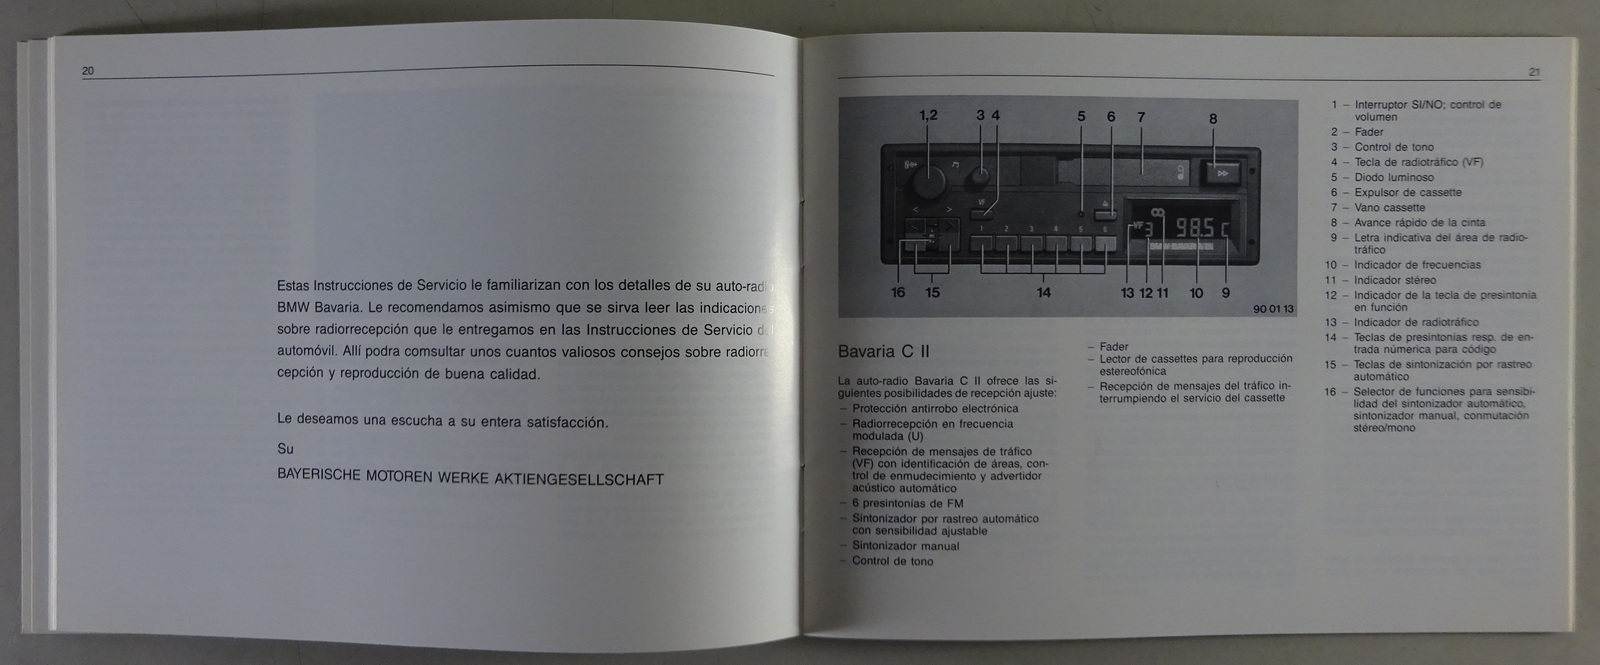 20
Estas Instrucciones de Servicio le familiarizan con los detalles de su
BMW Bavaria. Le recomendamos asimismo que se sirva leer las
sobre radiorrecepción que le entregamos en las Instrucciones de Servicio
automóvil. Allí podra comsultar unos cuantos valiosos consejos sobre
cepción y reproducción de buena calidad.
Le deseamos una escucha a su entera satisfacción.
Su
BAYERISCHE MOTOREN WERKE AKTIENGESELLSCHAFT
21
1,2 3 4 5 6 7 8
VF
< >
1 2 3 4 5 6
VF 3 98.5 C
16 15 14 13 12 11 10 9
90 01 13
Bavaria C II
La auto-radio Bavaria C II ofrece las si-
guientes posibilidades de recepción ajuste:
– Protección antirrobo electrónica
– Radiorrecepción en frecuencia
modulada (U)
– Recepción de mensajes de tráfico
(VF) con identificación de áreas, con-
trol de enmudecimiento y advertidor
acústico automático
– 6 presintonías de FM
– Sintonizador por rastreo automático
con sensibilidad ajustable
– Sintonizador manual
– Control de tono
– Fader
– Lector de cassettes para reproducción
estereofónica
– Recepción de mensajes del tráfico in-
terrumpiendo el servicio del cassette
1 – Interruptor SI/NO; control de
volumen
2 – Fader
3 – Control de tono
4 – Tecla de radiotráfico (VF)
5 – Diodo luminoso
6 – Expulsor de cassette
7 – Vano cassette
8 – Avance rápido de la cinta
9 – Letra indicativa del área de radio-
tráfico
10 – Indicador de frecuencias
11 – Indicador stéreo
12 – Indicador de la tecla de presintonía
en función
13 – Indicador de radiotráfico
14 – Teclas de presintonías resp. de en-
trada númerica para código
15 – Teclas de sintonización por rastreo
automático
16 – Selector de funciones para sensibi-
lidad del sintonizador automático,
sintonizador manual, conmutación
stéreo/mono